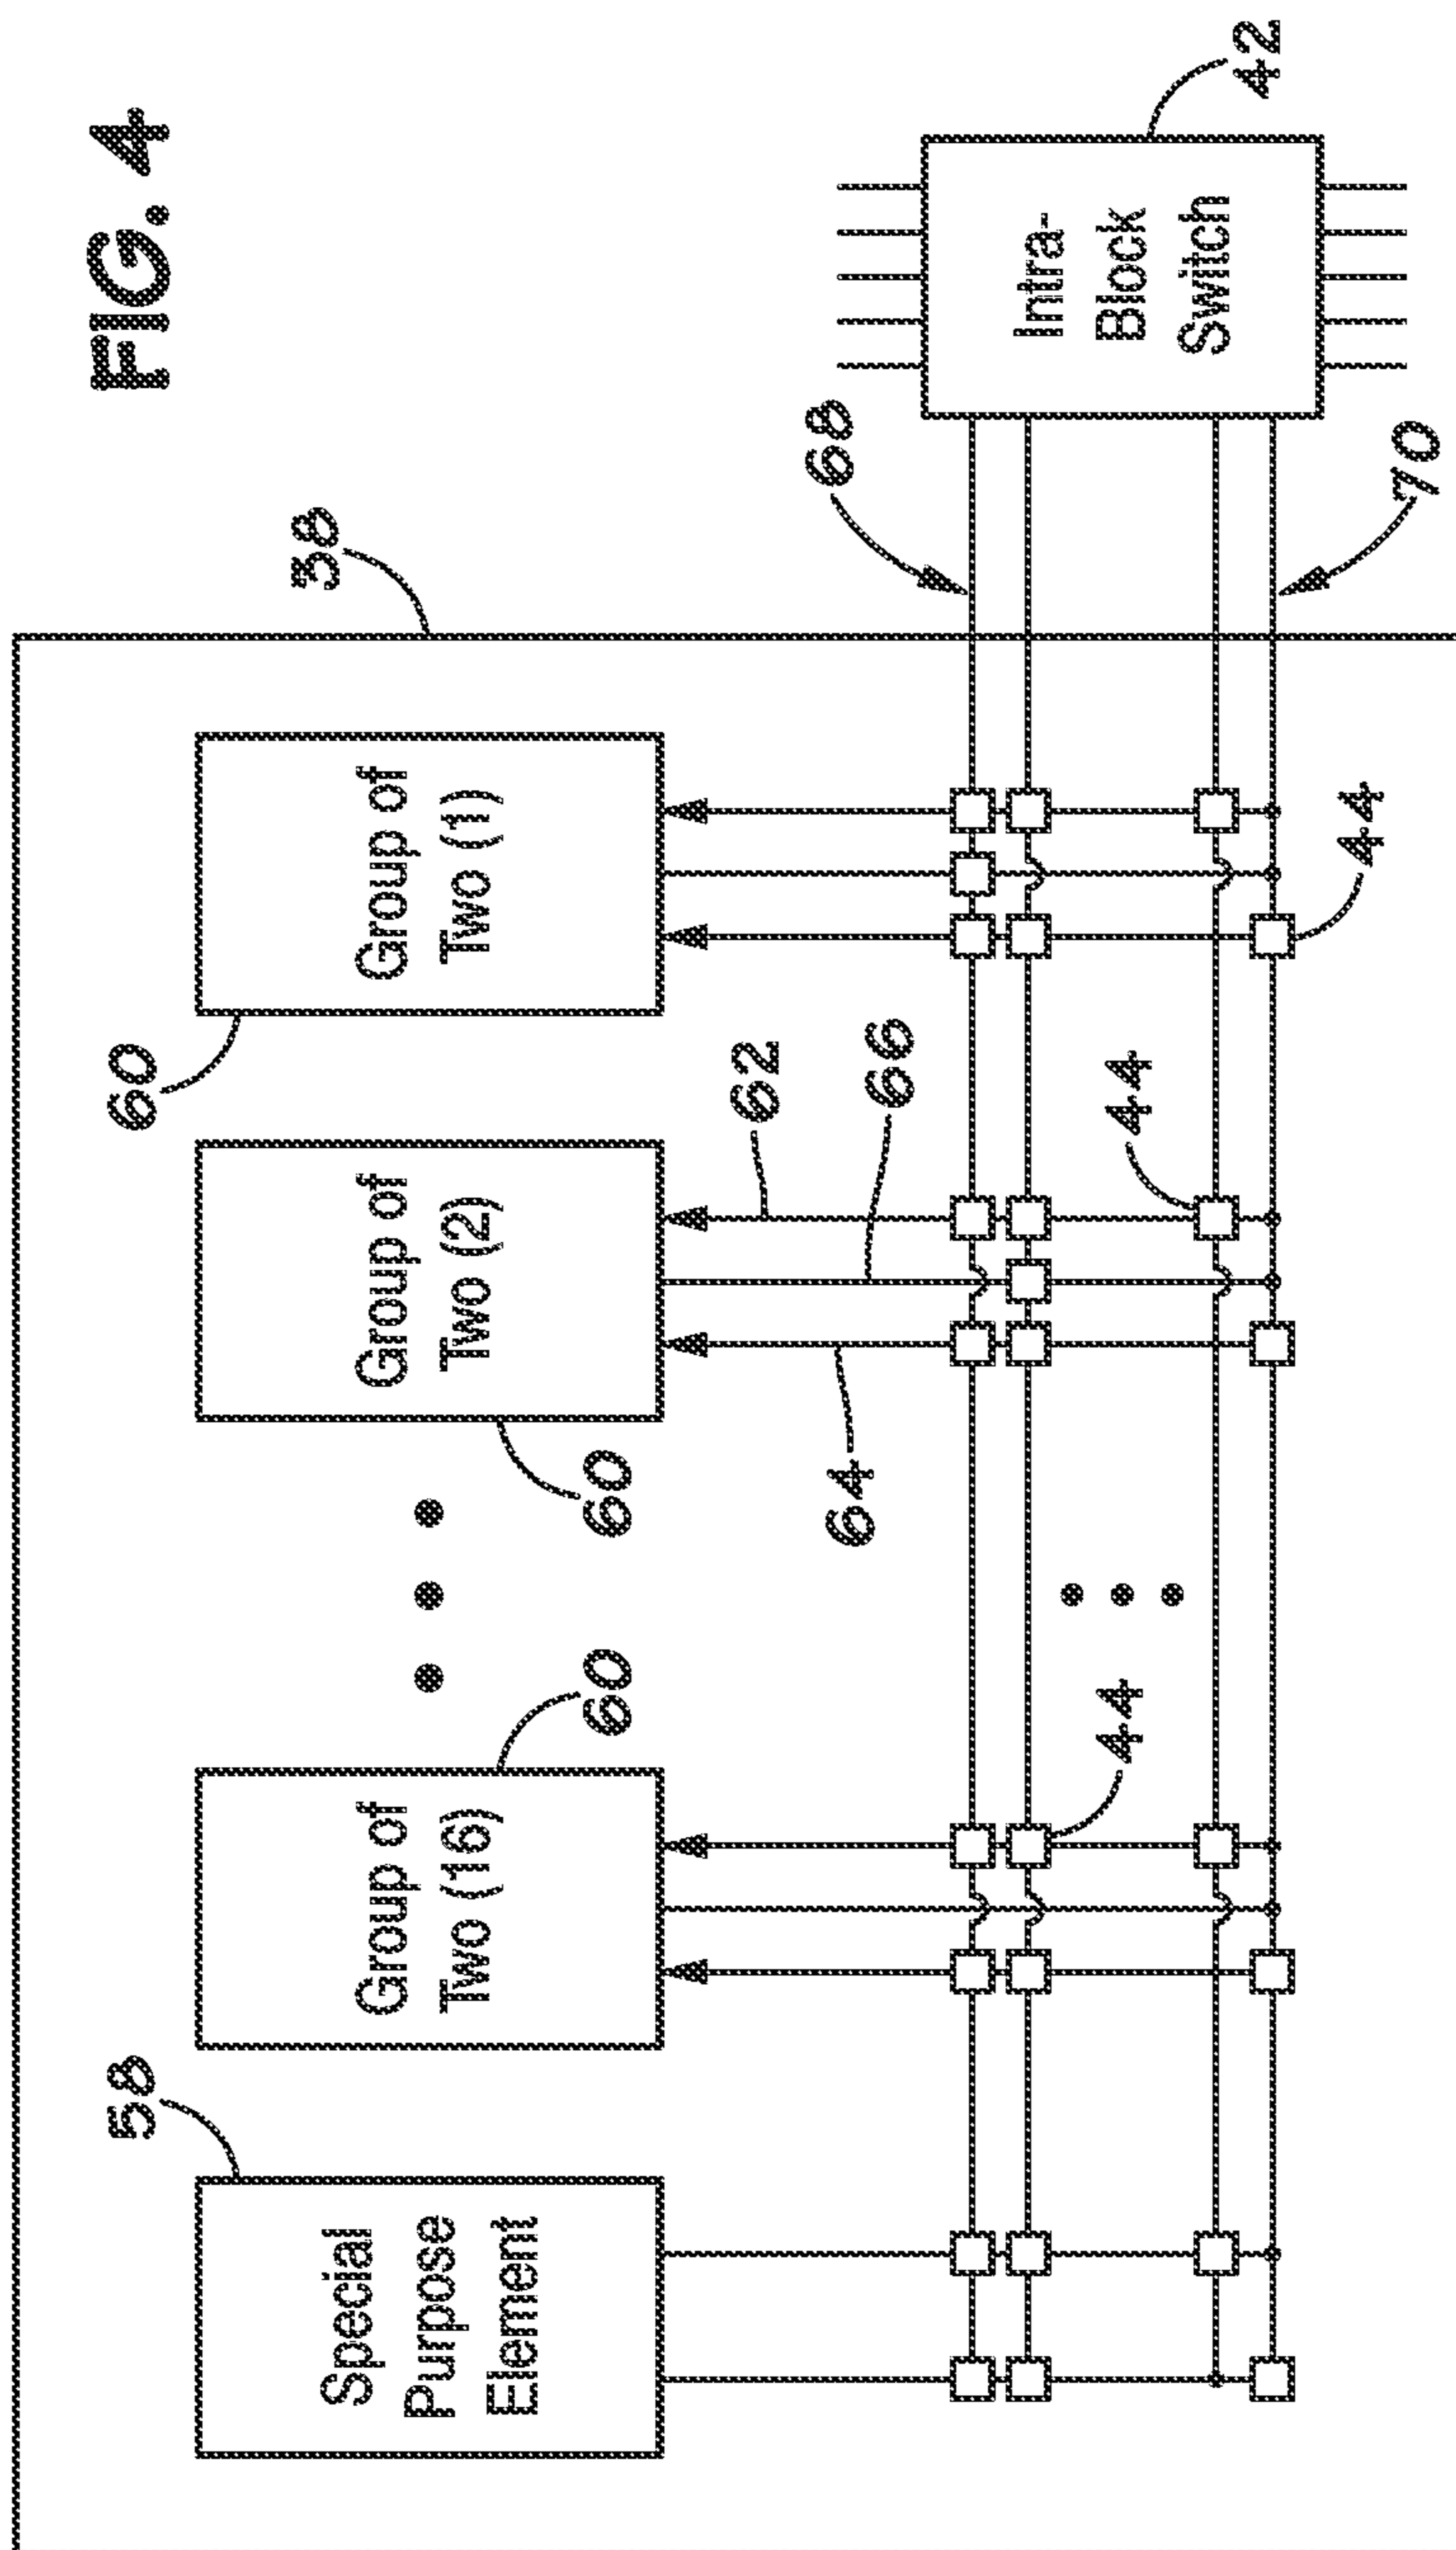 FIG. 4
38
58
60
60
60
Special
Purpose
Element
Group of
Two (16)
Group of
Two (2)
Group of
Two (1)
62
66
64
68
44
44
44
70
Intra-
Block
Switch
42